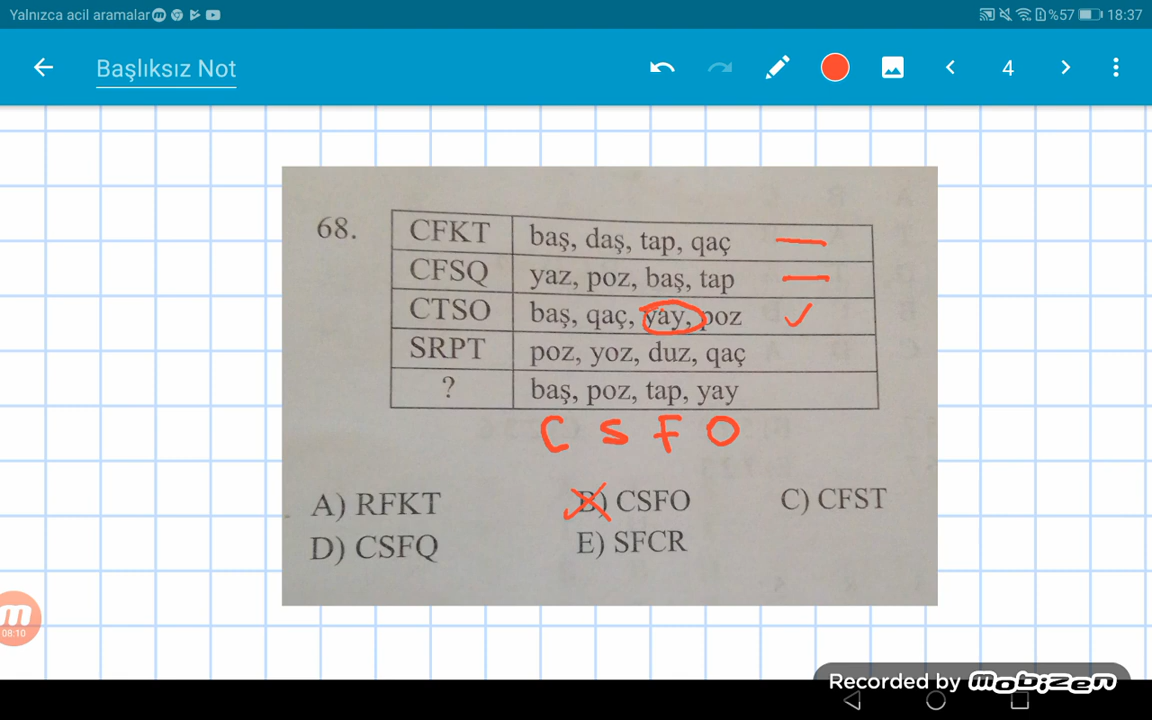 Yalnızca acil aramalar %57 18:37
Başlıksız Not 4
68.
CFKT baş, daş, tap, qaç
CFSQ yaz, poz, baş, tap
CTSO baş, qaç, yay, poz
SRPT poz, yoz, duz, qaç
? baş, poz, tap, yay
C S F O
A) RFKT B) CSFO C) CFST
D) CSFQ E) SFCR
08:10
Recorded by mobizen